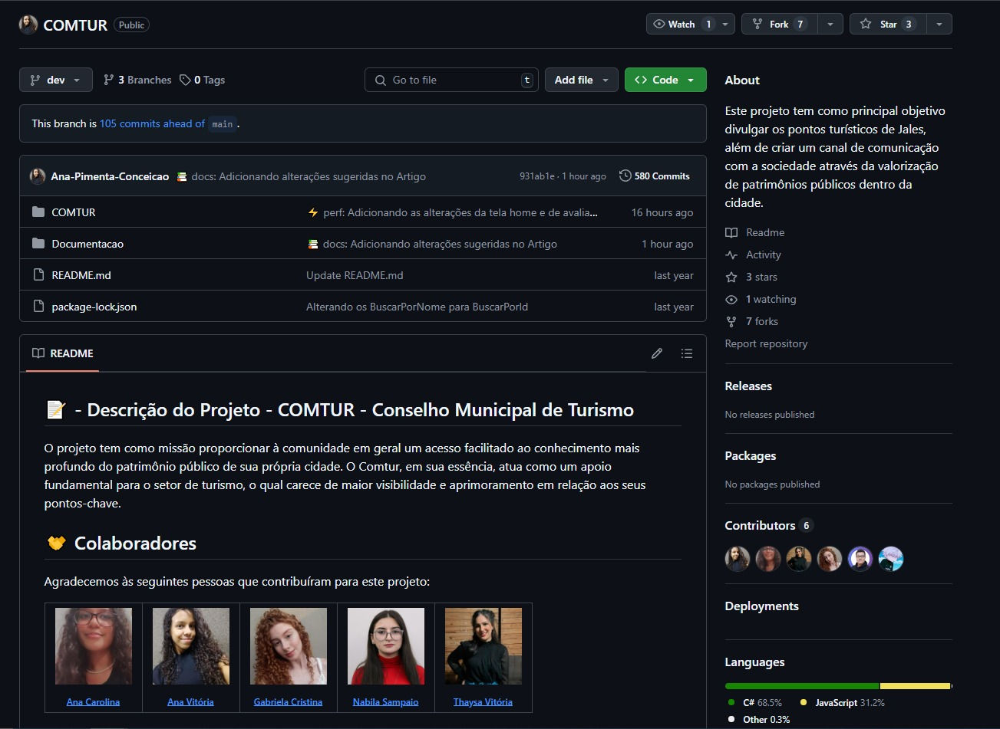 COMTUR Public Watch 1 Fork 7 Star 3
dev 3 Branches 0 Tags Go to file t Add file Code
This branch is 105 commits ahead of main .
Ana-Pimenta-Conceicao docs: Adicionando alterações sugeridas no Artigo 931ab1e · 1 hour ago 580 Commits
COMTUR perf: Adicionando as alterações da tela home e de avalia... 16 hours ago
Documentacao docs: Adicionando alterações sugeridas no Artigo 1 hour ago
README.md Update README.md last year
package-lock.json Alterando os BuscarPorNome para BuscarPorId last year
README
- Descrição do Projeto - COMTUR - Conselho Municipal de Turismo
O projeto tem como missão proporcionar à comunidade em geral um acesso facilitado ao conhecimento mais
profundo do patrimônio público de sua própria cidade. O Comtur, em sua essência, atua como um apoio
fundamental para o setor de turismo, o qual carece de maior visibilidade e aprimoramento em relação aos seus
pontos-chave.
Colaboradores
Agradecemos às seguintes pessoas que contribuíram para este projeto:
Ana Carolina Ana Vitória Gabriela Cristina Nabila Sampaio Thaysa Vitória
About
Este projeto tem como principal objetivo
divulgar os pontos turísticos de Jales,
além de criar um canal de comunicação
com a sociedade através da valorização
de patrimônios públicos dentro da
cidade.
Readme
Activity
3 stars
1 watching
7 forks
Report repository
Releases
No releases published
Packages
No packages published
Contributors 6
Deployments
Languages
C# 68.5% JavaScript 31.2%
Other 0.3%